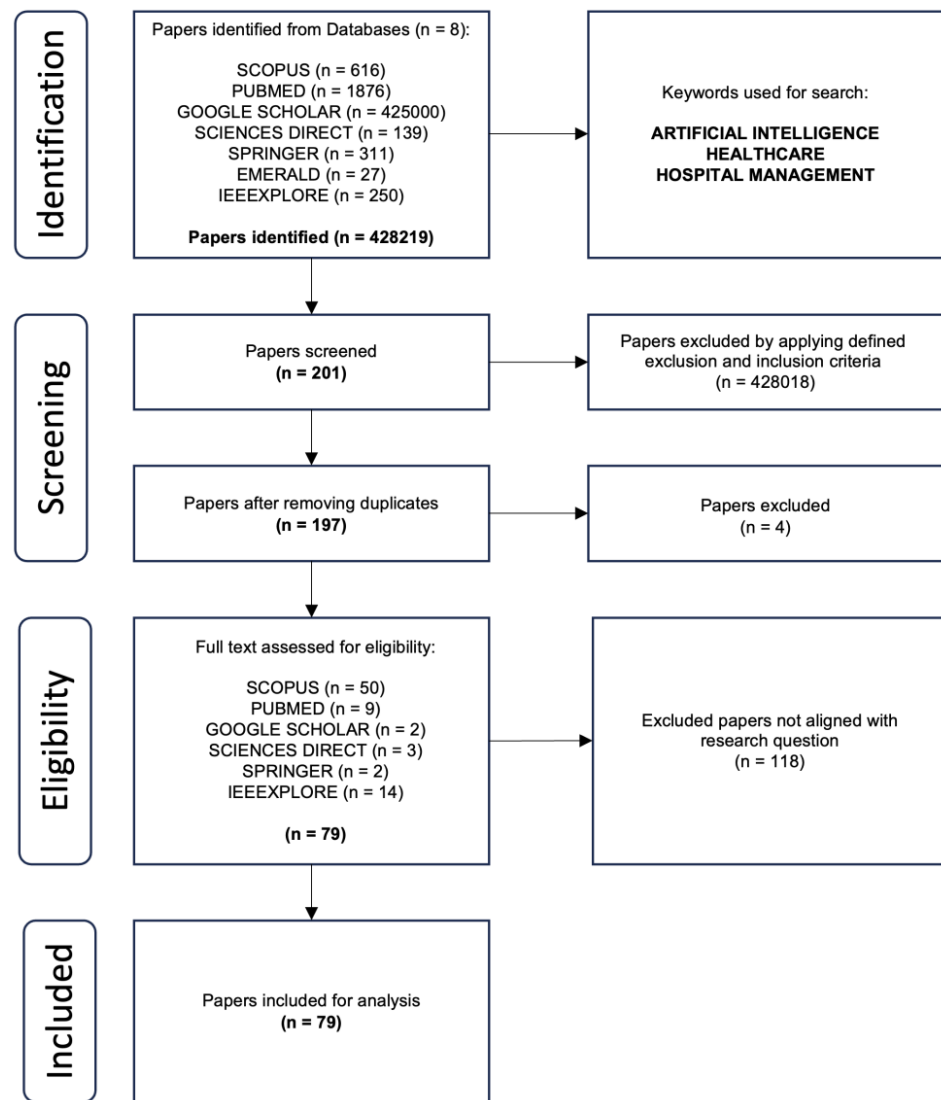 Identification
Papers identified from Databases (n = 8):
SCOPUS (n = 616)
PUBMED (n = 1876)
GOOGLE SCHOLAR (n = 425000)
SCIENCES DIRECT (n = 139)
SPRINGER (n = 311)
EMERALD (n = 27)
IEEEXPLORE (n = 250)
Papers identified (n = 428219)
Keywords used for search:
ARTIFICIAL INTELLIGENCE
HEALTHCARE
HOSPITAL MANAGEMENT
Screening
Papers screened
(n = 201)
Papers excluded by applying defined
exclusion and inclusion criteria
(n = 428018)
Papers after removing duplicates
(n = 197)
Papers excluded
(n = 4)
Eligibility
Full text assessed for eligibility:
SCOPUS (n = 50)
PUBMED (n = 9)
GOOGLE SCHOLAR (n = 2)
SCIENCES DIRECT (n = 3)
SPRINGER (n = 2)
IEEEXPLORE (n = 14)
(n = 79)
Excluded papers not aligned with
research question
(n = 118)
Included
Papers included for analysis
(n = 79)